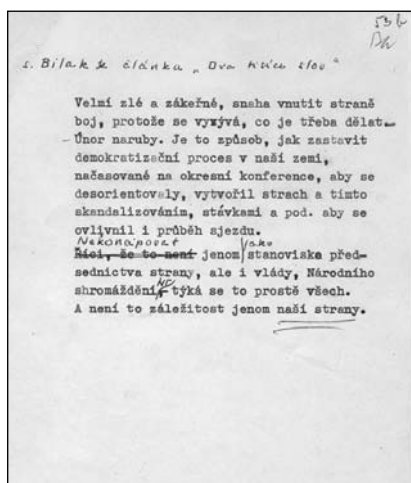 53b
s. Bilak k článku „Dva tisíce slov“
Velmi zlé a zákeřné, snaha vnutit straně
boj, protože se vyzývá, co je třeba dělat.
- Únor naruby. Je to způsob, jak zastavit
demokratizační proces v naší zemi,
načasované na okresní konference, aby se
desorientovaly, vytvořil strach a tímto
skandalizováním, stávkami a pod. aby se
ovlivnil i průběh sjezdu.
Nekonápovat jako
Říci, že to není jenom stanoviska před-
sednictva strany, ale i vlády, Národního
shromáždění, týká se to prostě všech.
A není to záležitost jenom naší strany.